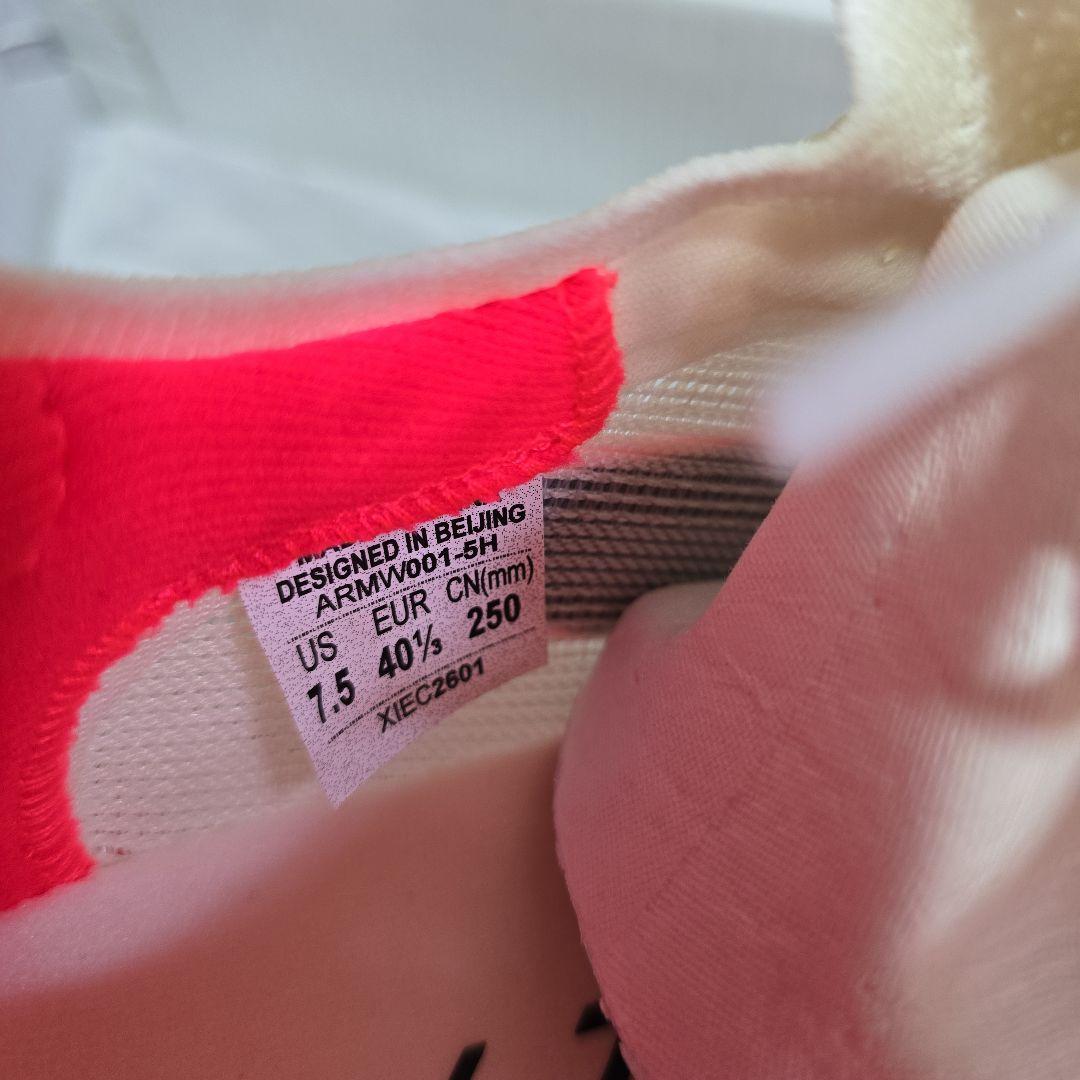 DESIGNED IN BEIJING
ARMW001-5H
US EUR CN(mm)
7.5 40⅓ 250
XIEC2601